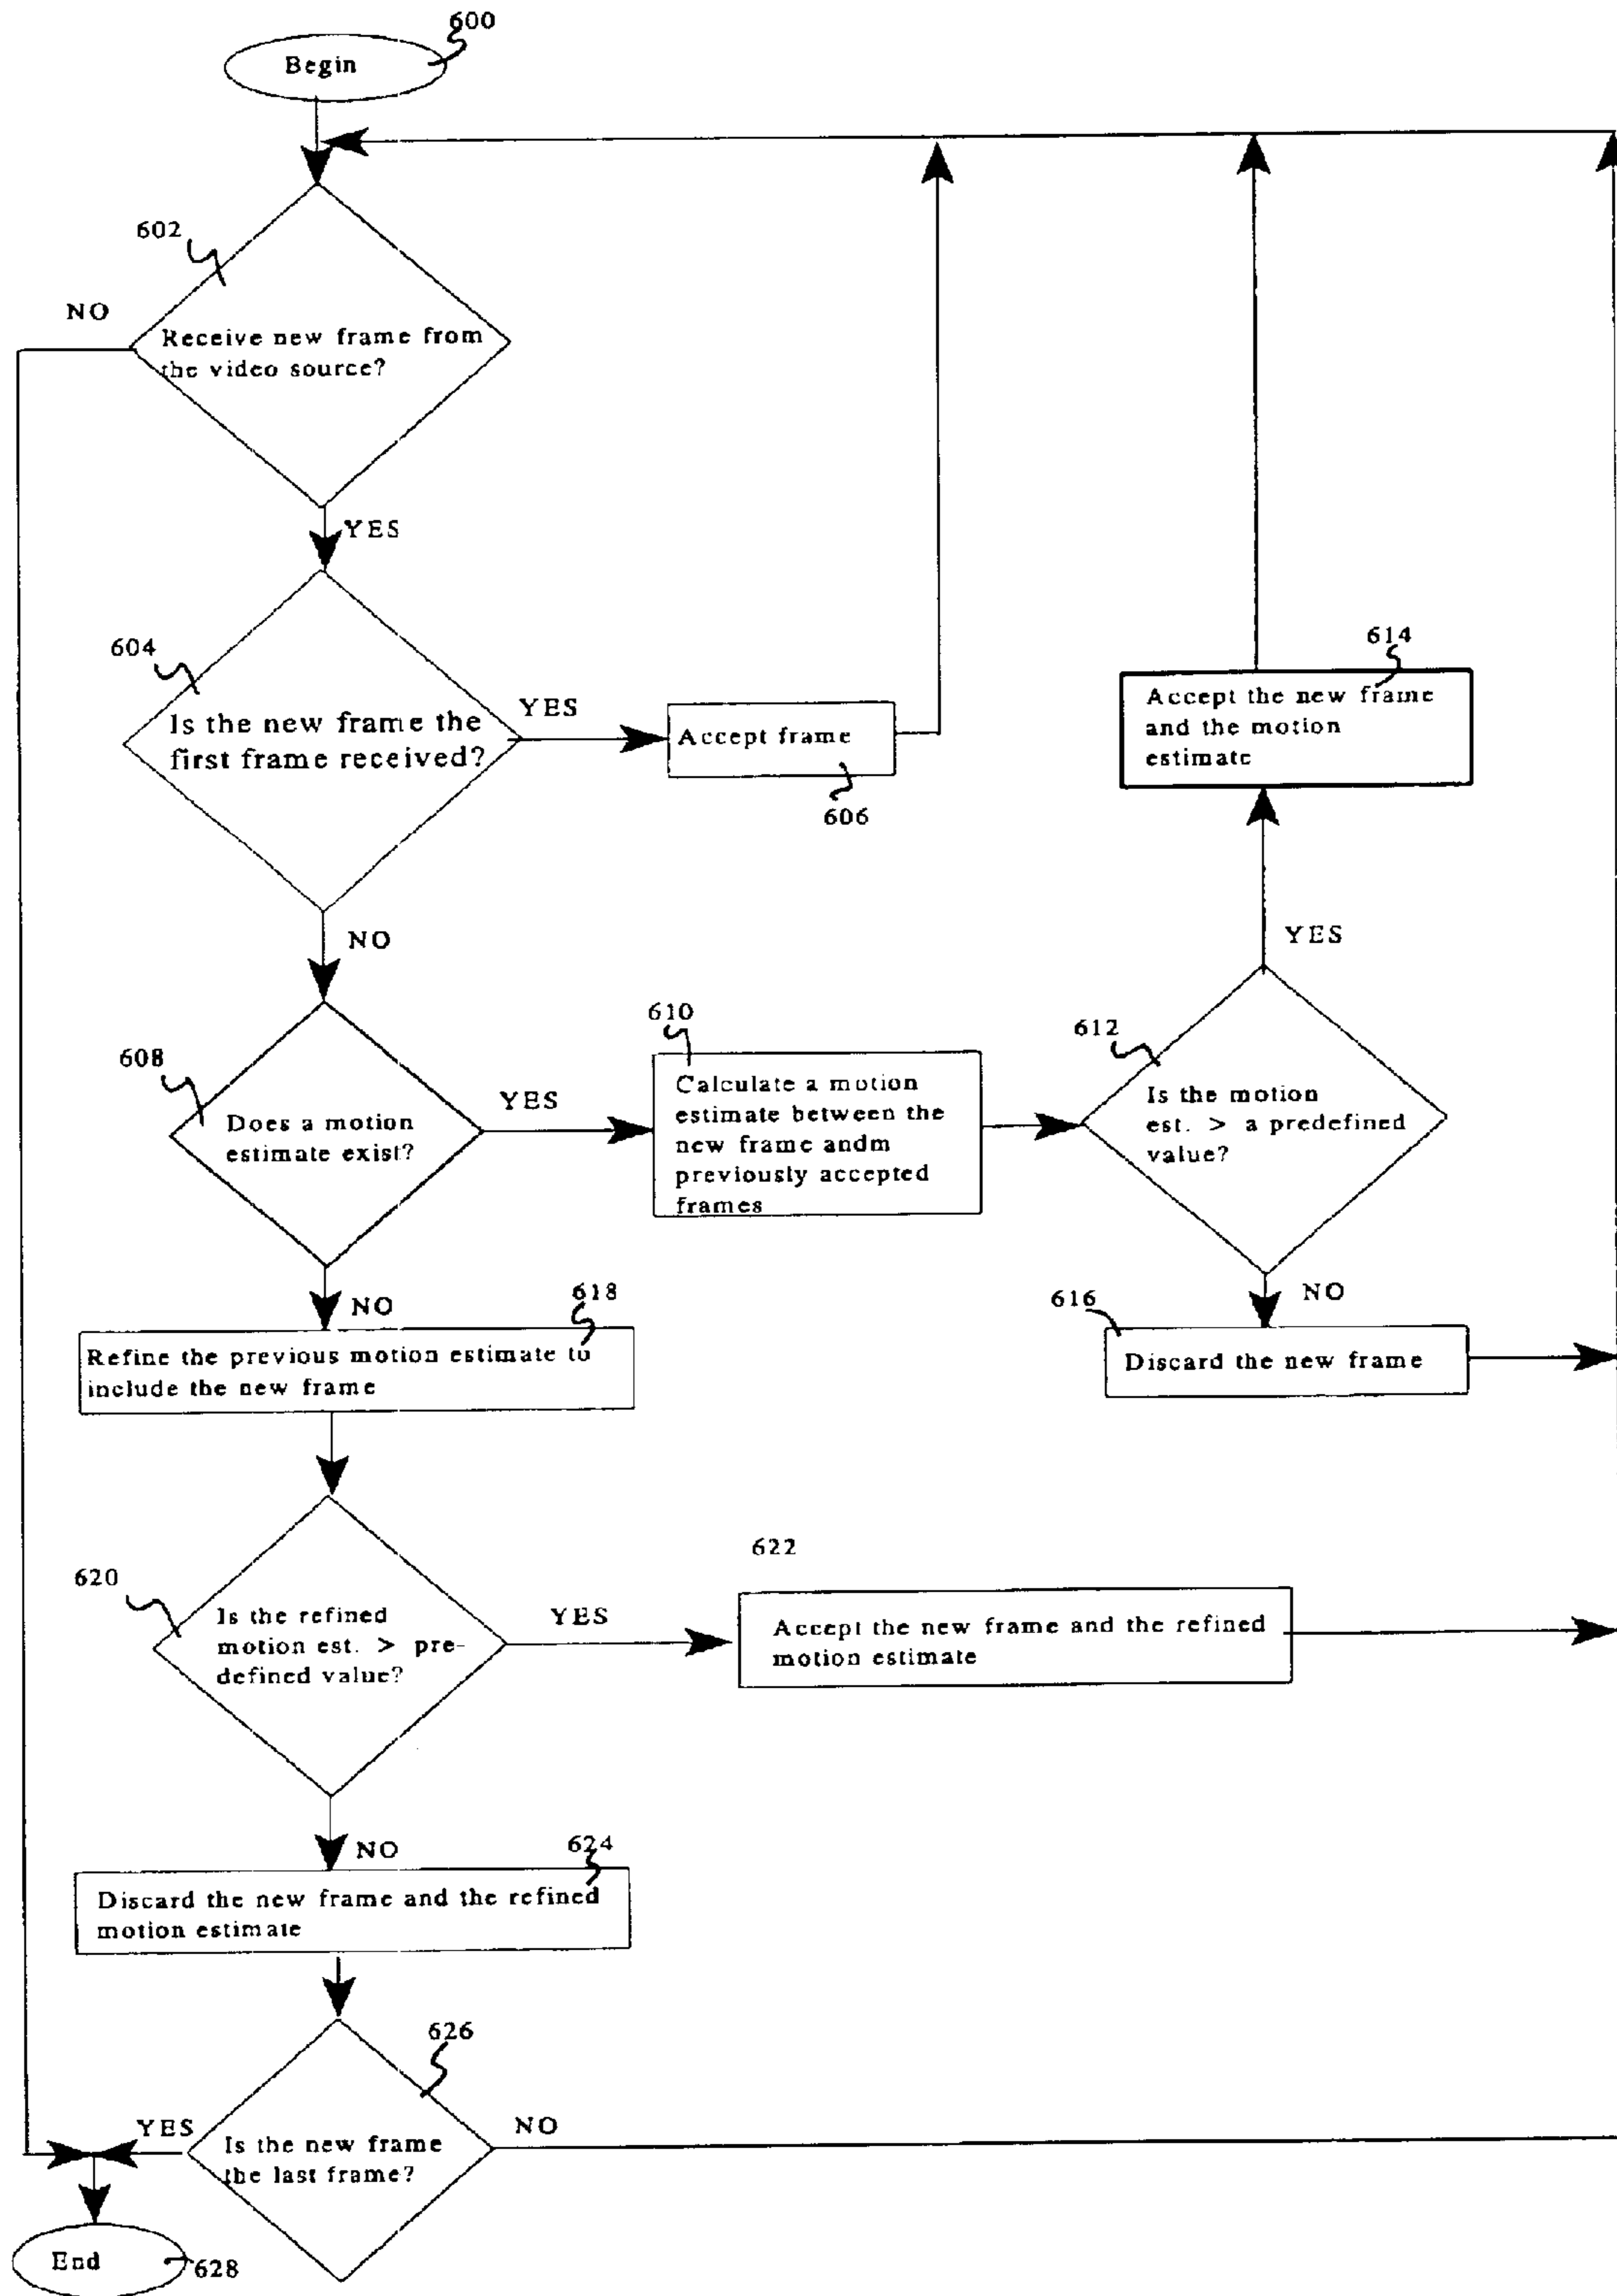 600
Begin
602
NO
Receive new frame from
the video source?
YES
604
Is the new frame the
first frame received?
YES
Accept frame
606
614
Accept the new frame
and the motion
estimate
NO
YES
608
Does a motion
estimate exist?
YES
610
Calculate a motion
estimate between the
new frame andm
previously accepted
frames
612
Is the motion
est. > a predefined
value?
NO
618
Refine the previous motion estimate to
include the new frame
NO
616
Discard the new frame
620
Is the refined
motion est. > pre-
defined value?
YES
622
Accept the new frame and the refined
motion estimate
NO
624
Discard the new frame and the refined
motion estimate
626
YES
Is the new frame
the last frame?
NO
End
628